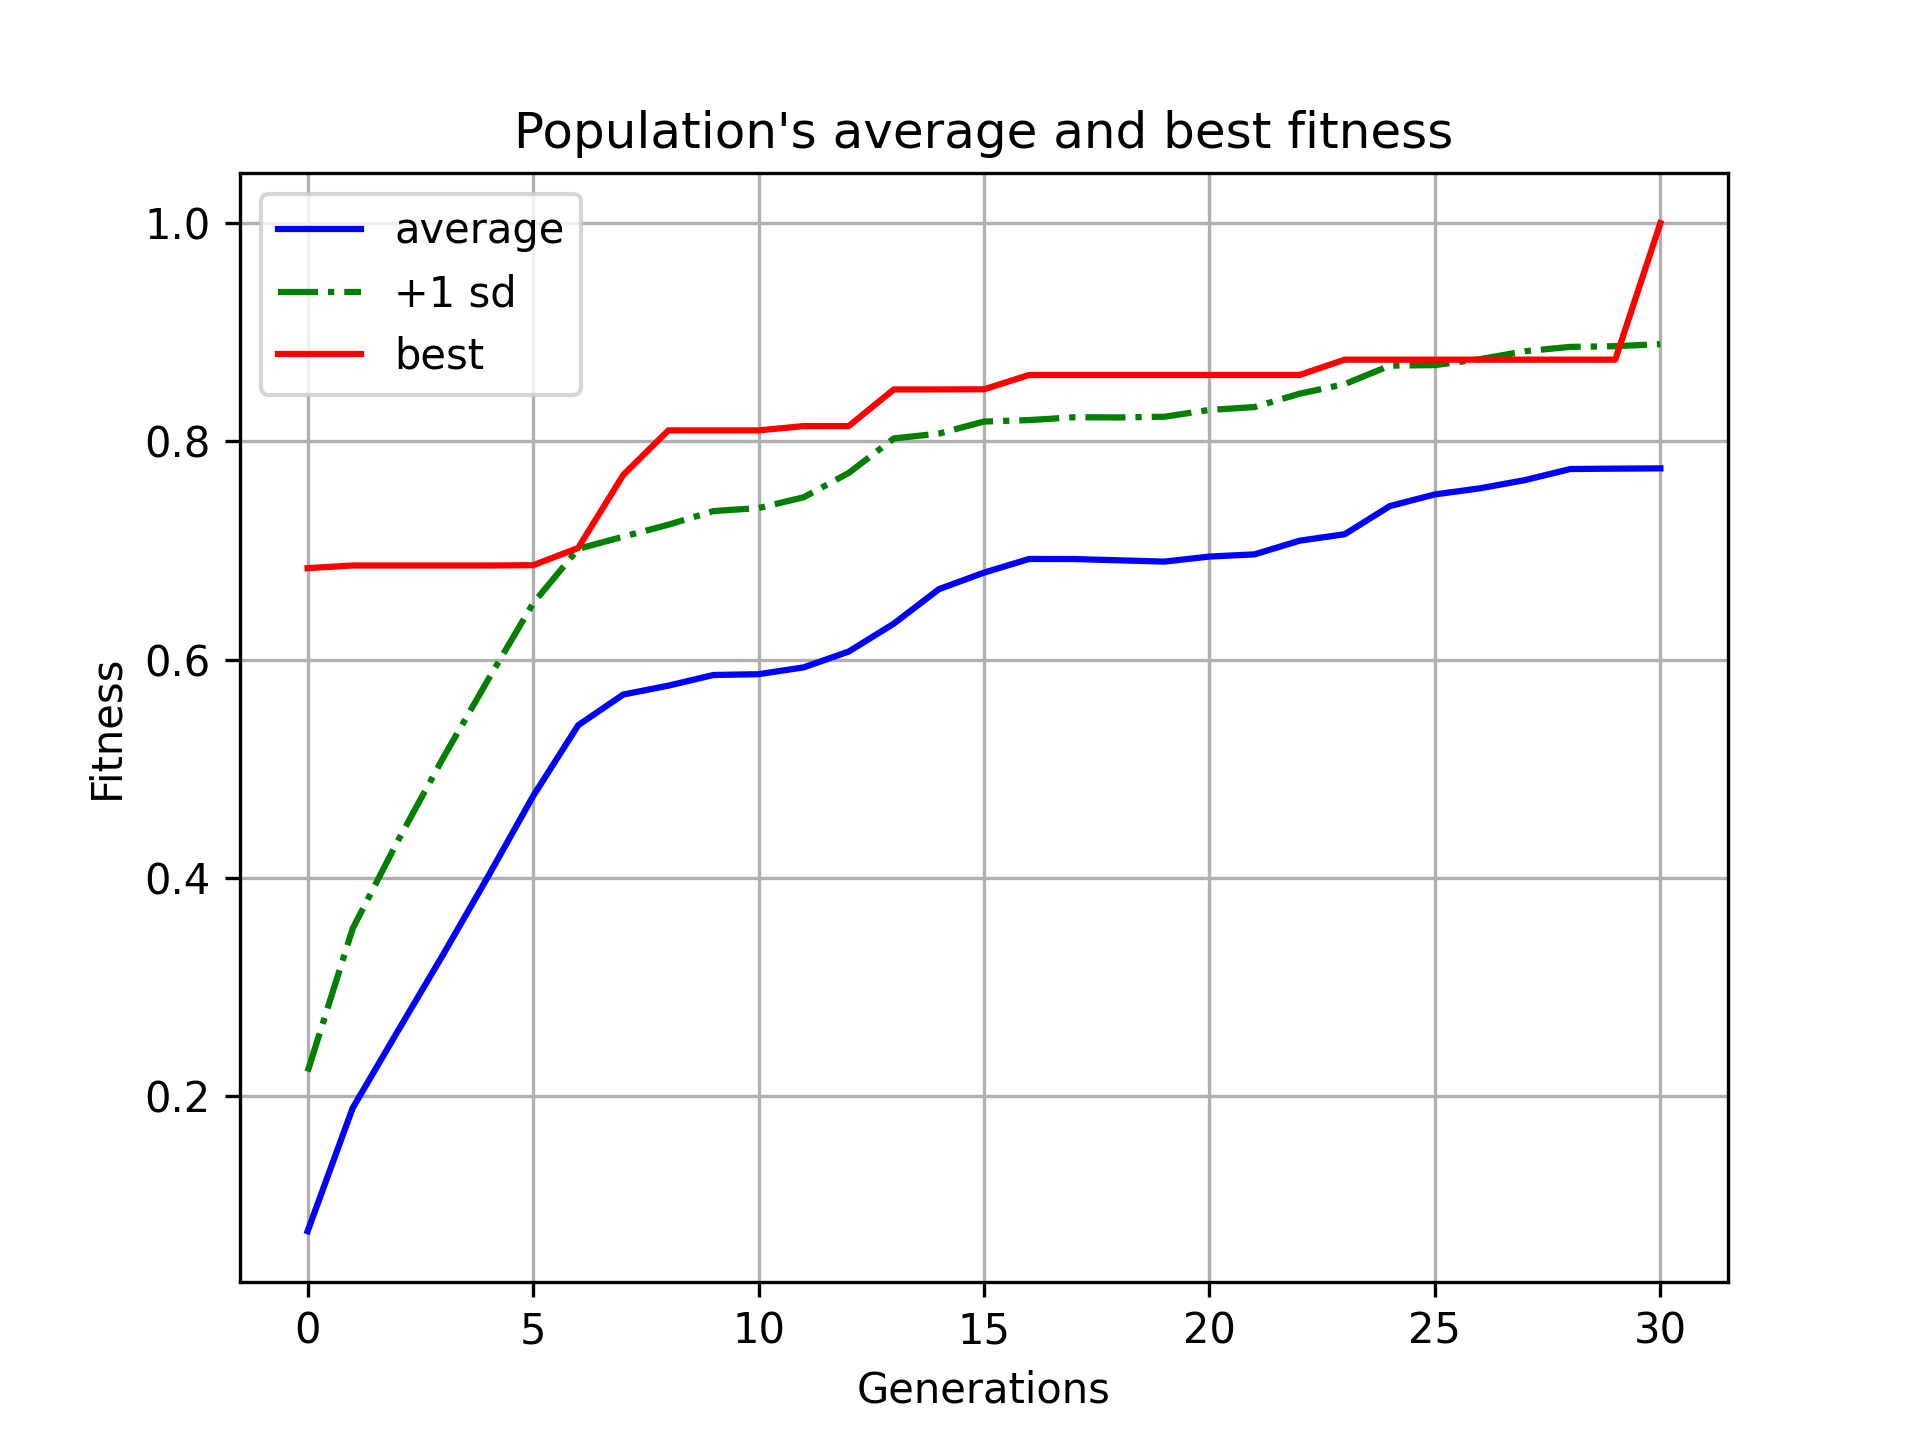 Population's average and best fitness
average
+1 sd
best
1.0
0.8
0.6
0.4
0.2
Fitness
0 5 10 15 20 25 30
Generations